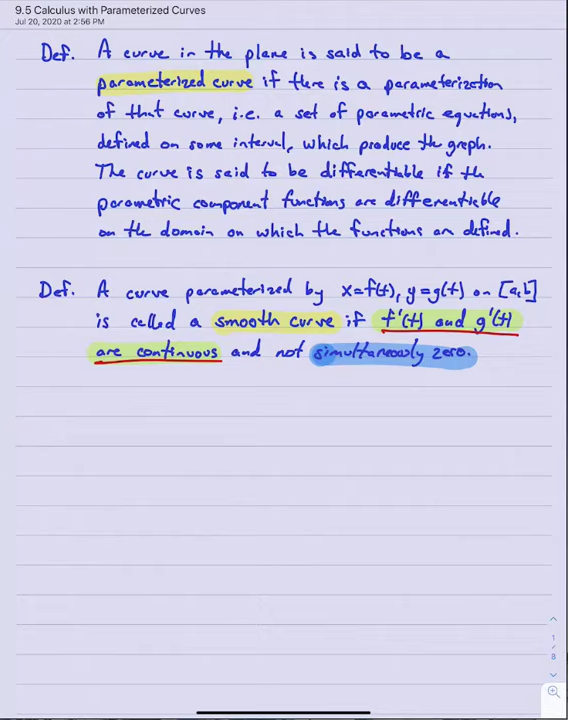 9.5 Calculus with Parameterized Curves
Jul 20, 2020 at 2:56 PM
Def. A curve in the plane is said to be a
parameterized curve if there is a parameterization
of that curve, i.e. a set of parametric equations,
defined on some interval, which produce the graph.
The curve is said to be differentiable if the
parametric component functions are differentiable
on the domain on which the functions are defined.
Def. A curve parameterized by x=f(t), y=g(t) on [a,b]
is called a smooth curve if f'(t) and g'(t)
are continuous and not simultaneously zero.
1
/
8